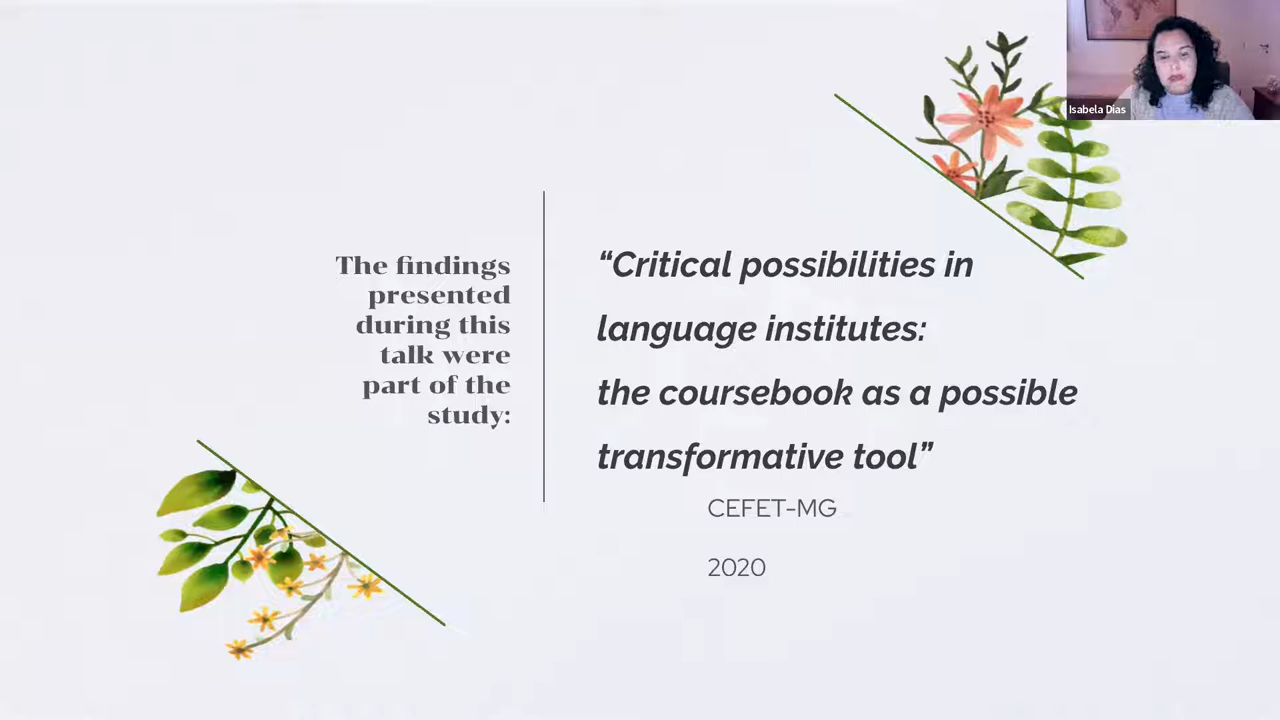 Isabela Dias
The findings
presented
during this
talk were
part of the
study:
“Critical possibilities in
language institutes:
the coursebook as a possible
transformative tool”
CEFET-MG
2020